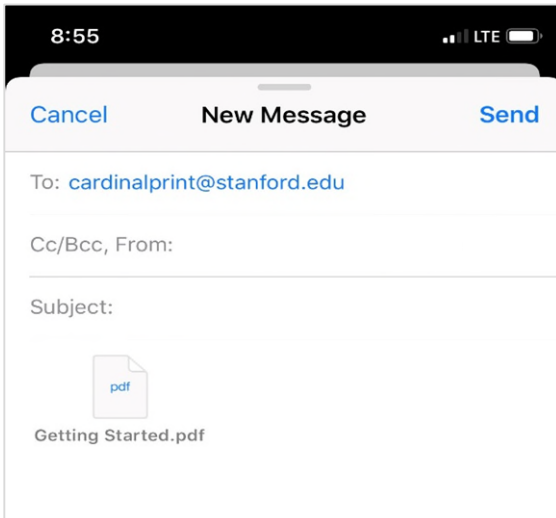 8:55 LTE
Cancel New Message Send
To: cardinalprint@stanford.edu
Cc/Bcc, From:
Subject:
pdf
Getting Started.pdf